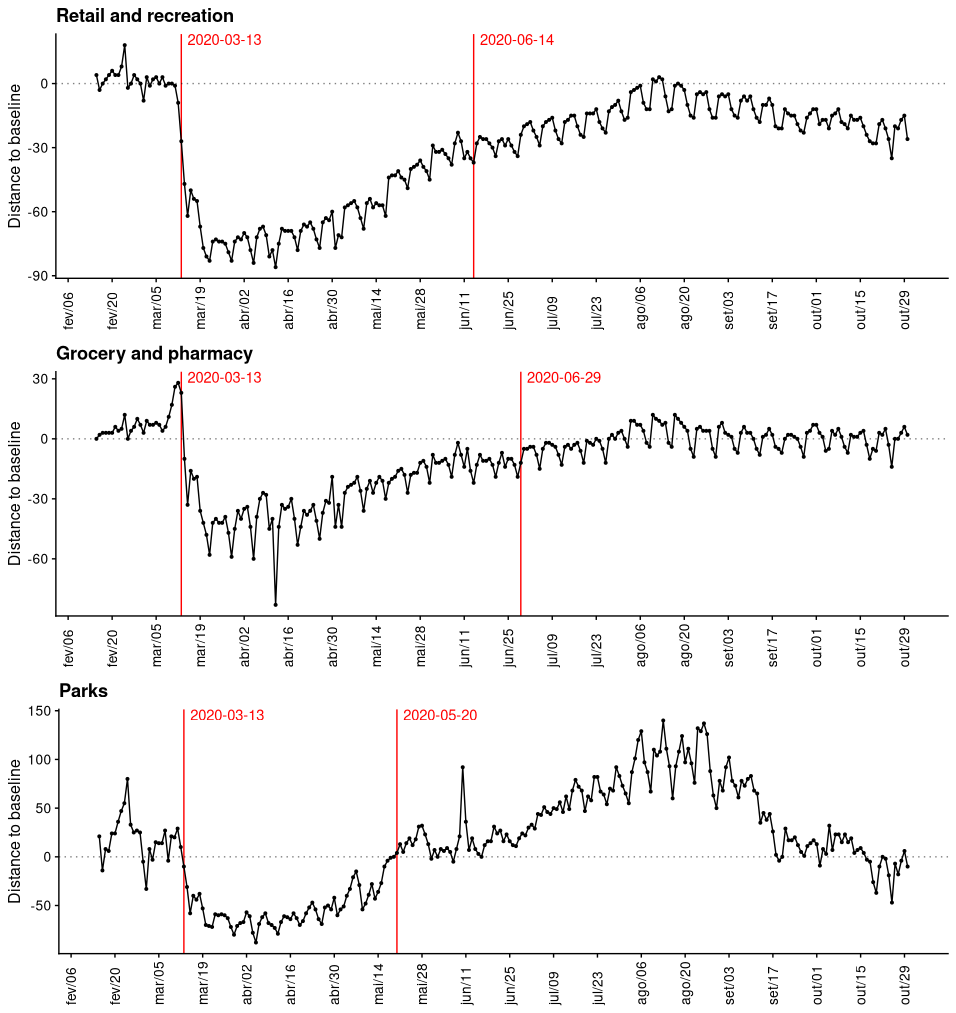 Retail and recreation
2020-03-13
2020-06-14
Distance to baseline
0
-30
-60
-90
fev/06
fev/20
mar/05
mar/19
abr/02
abr/16
abr/30
mai/14
mai/28
jun/11
jun/25
jul/09
jul/23
ago/06
ago/20
set/03
set/17
out/01
out/15
out/29
Grocery and pharmacy
2020-03-13
2020-06-29
Distance to baseline
30
0
-30
-60
fev/06
fev/20
mar/05
mar/19
abr/02
abr/16
abr/30
mai/14
mai/28
jun/11
jun/25
jul/09
jul/23
ago/06
ago/20
set/03
set/17
out/01
out/15
out/29
Parks
2020-03-13
2020-05-20
Distance to baseline
150
100
50
0
-50
fev/06
fev/20
mar/05
mar/19
abr/02
abr/16
abr/30
mai/14
mai/28
jun/11
jun/25
jul/09
jul/23
ago/06
ago/20
set/03
set/17
out/01
out/15
out/29